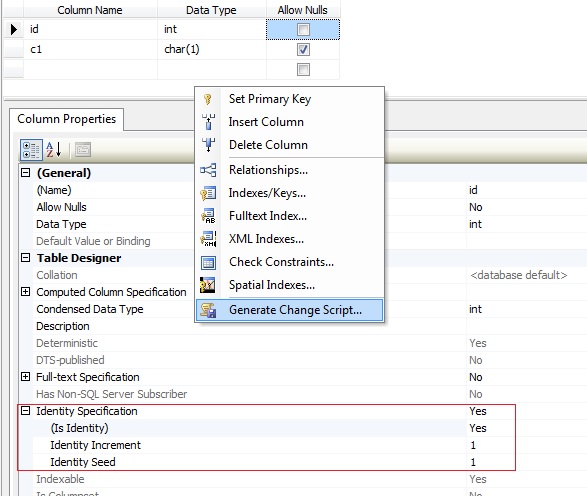 Column Name Data Type Allow Nulls
id int
c1 char(1)
Column Properties
Set Primary Key
Insert Column
Delete Column
Relationships...
Indexes/Keys...
Fulltext Index...
XML Indexes...
Check Constraints...
Spatial Indexes...
Generate Change Script...
(General)
(Name) id
Allow Nulls No
Data Type int
Default Value or Binding
Table Designer
Collation <database default>
Computed Column Specification
Condensed Data Type int
Description
Deterministic Yes
DTS-published No
Full-text Specification No
Has Non-SQL Server Subscriber No
Identity Specification Yes
(Is Identity) Yes
Identity Increment 1
Identity Seed 1
Indexable Yes